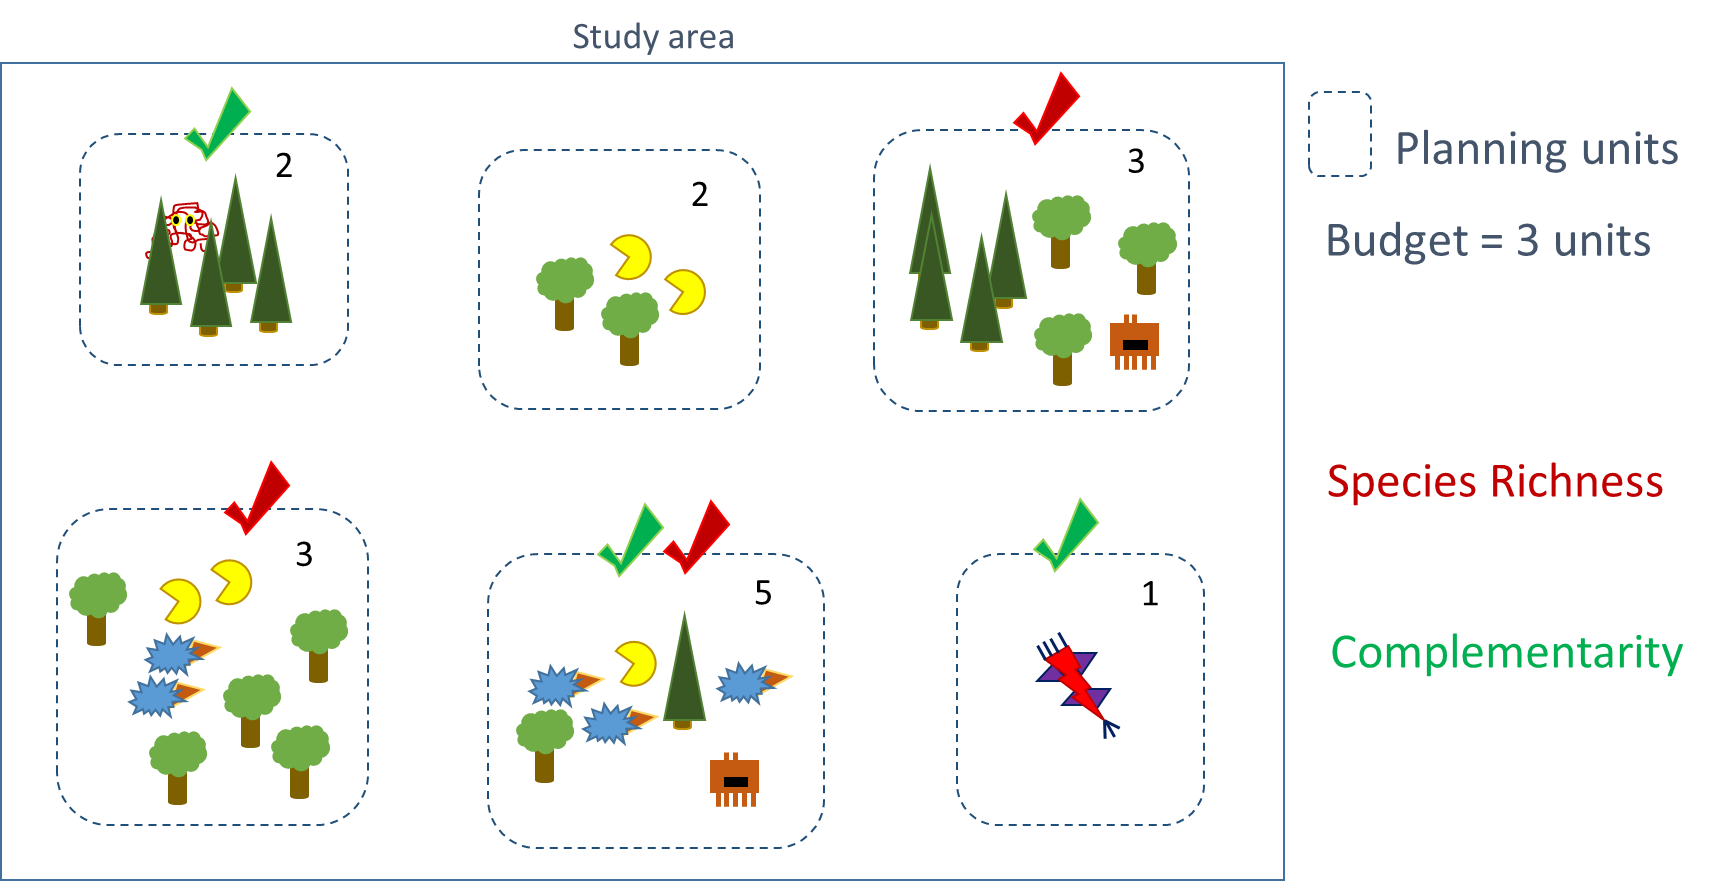 Study area
2
2
3
Planning units
Budget = 3 units
3
5
1
Species Richness
Complementarity